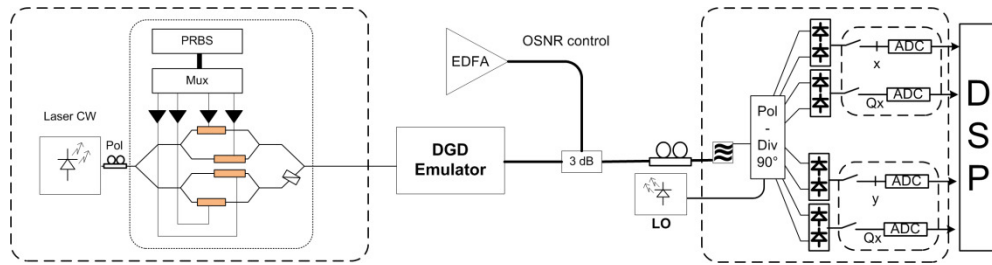 PRBS
Mux
Laser CW
Pol
EDFA
OSNR control
DGD
Emulator
3 dB
LO
Pol
-
Div
90°
x
ADC
Qx
ADC
y
ADC
Qx
ADC
DSP